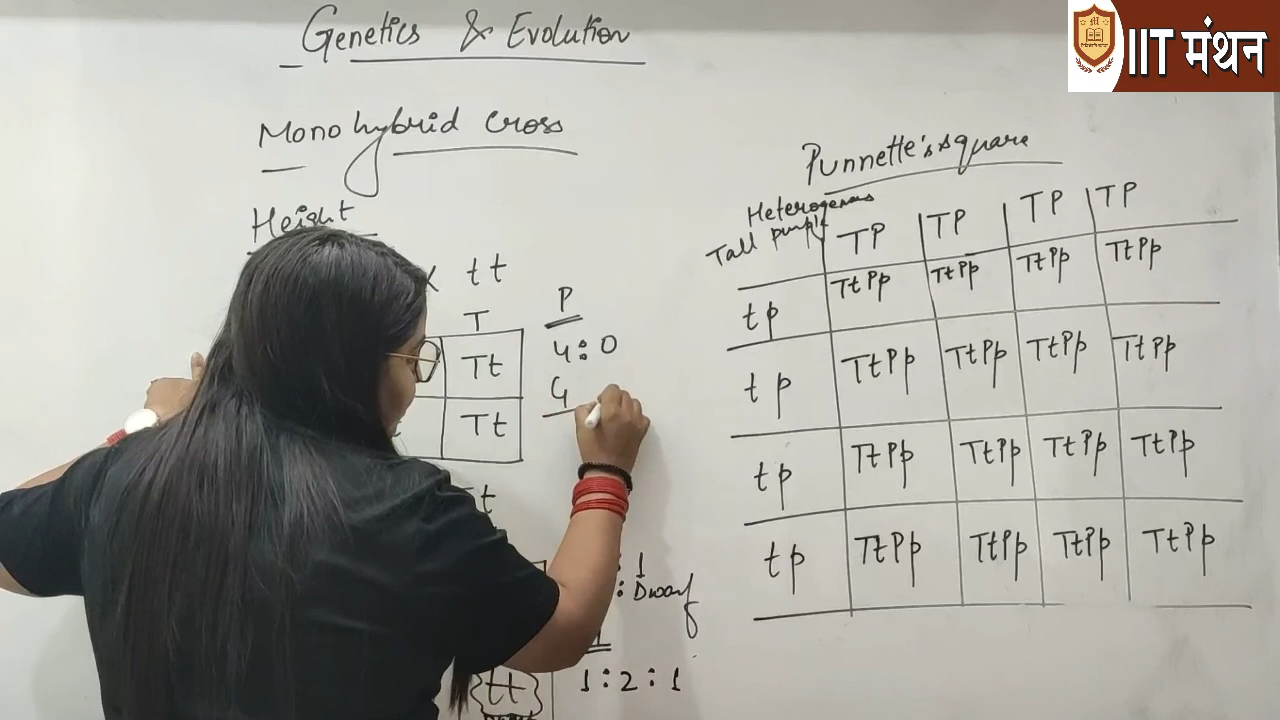 Genetics & Evolution
IIT मंथन
Monohybrid cross
Height
X tt
T
Tt
Tt
P
4:0
G
Tt
: 1
: Dwarf
1:2:1
tt
Punnette's square
Heterogenous
Tall purple TP TP TP TP
tp TtPp TtPp TtPp TtPp
tp TtPp TtPp TtPp TtPp
tp TtPp TtPp TtPp TtPp
tp TtPp TtPp TtPp TtPp